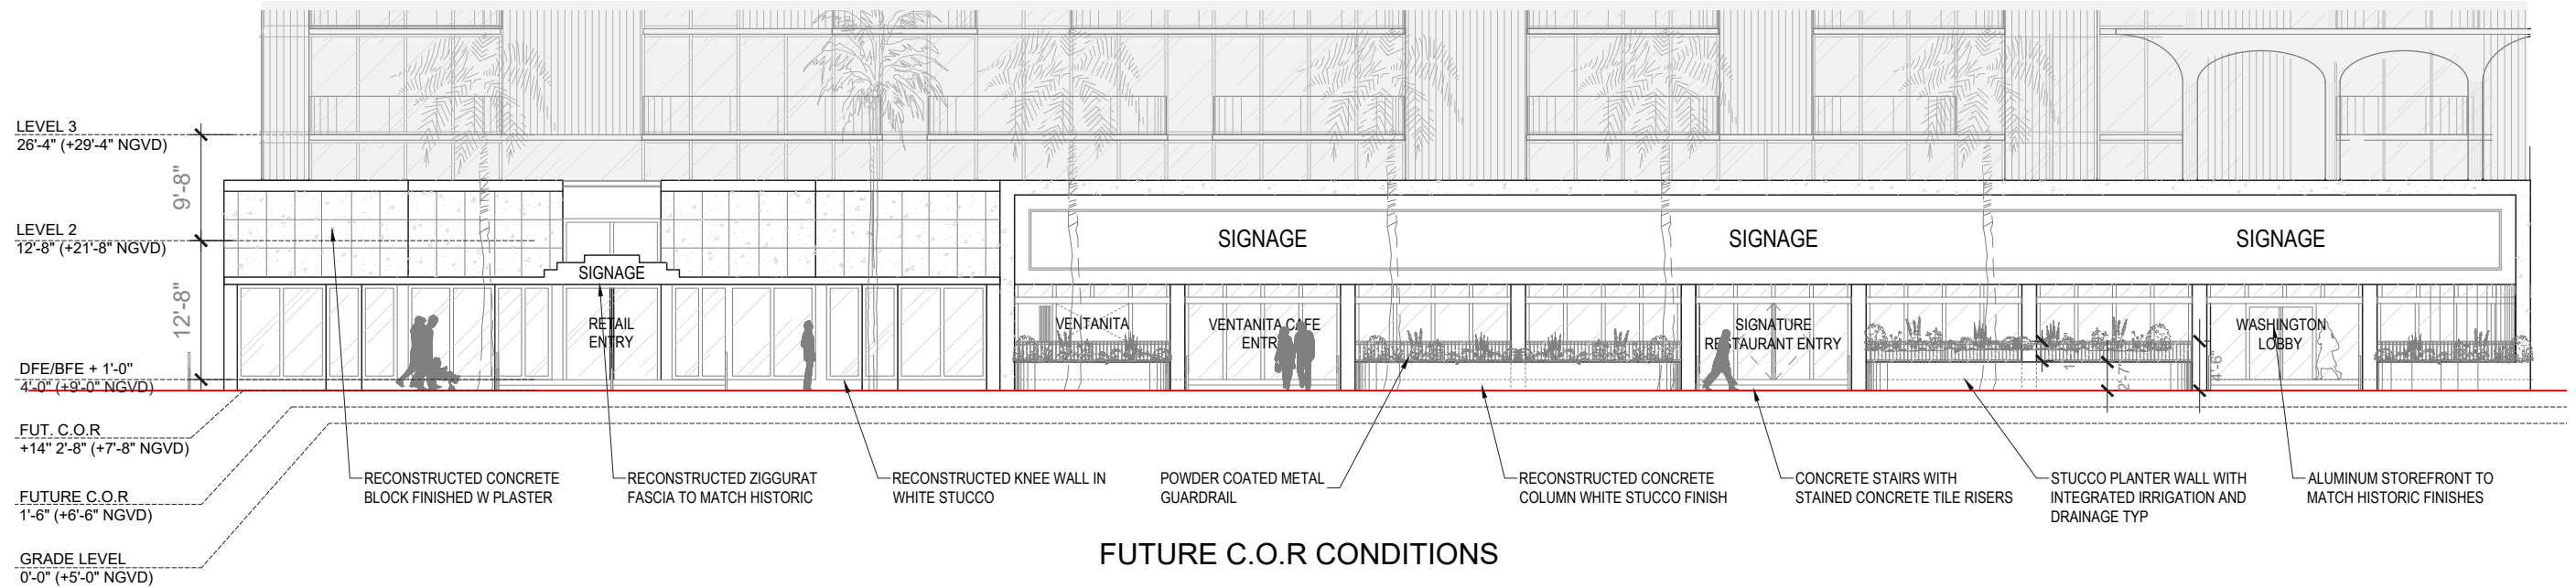 LEVEL 3
26'-4" (+29'-4" NGVD)
9'-8"
LEVEL 2
12'-8" (+21'-8" NGVD)
12'-8"
DFE/BFE + 1'-0"
4'-0" (+9'-0" NGVD)
FUT. C.O.R
+14" 2'-8" (+7'-8" NGVD)
FUTURE C.O.R
1'-6" (+6'-6" NGVD)
GRADE LEVEL
0'-0" (+5'-0" NGVD)
SIGNAGE
SIGNAGE
SIGNAGE
SIGNAGE
RETAIL
ENTRY
VENTANITA
VENTANITA CAFE
ENTRY
SIGNATURE
RESTAURANT ENTRY
WASHINGTON
LOBBY
2'-7"
4'-6"
RECONSTRUCTED CONCRETE
BLOCK FINISHED W PLASTER
RECONSTRUCTED ZIGGURAT
FASCIA TO MATCH HISTORIC
RECONSTRUCTED KNEE WALL IN
WHITE STUCCO
POWDER COATED METAL
GUARDRAIL
RECONSTRUCTED CONCRETE
COLUMN WHITE STUCCO FINISH
CONCRETE STAIRS WITH
STAINED CONCRETE TILE RISERS
STUCCO PLANTER WALL WITH
INTEGRATED IRRIGATION AND
DRAINAGE TYP
ALUMINUM STOREFRONT TO
MATCH HISTORIC FINISHES
FUTURE C.O.R CONDITIONS